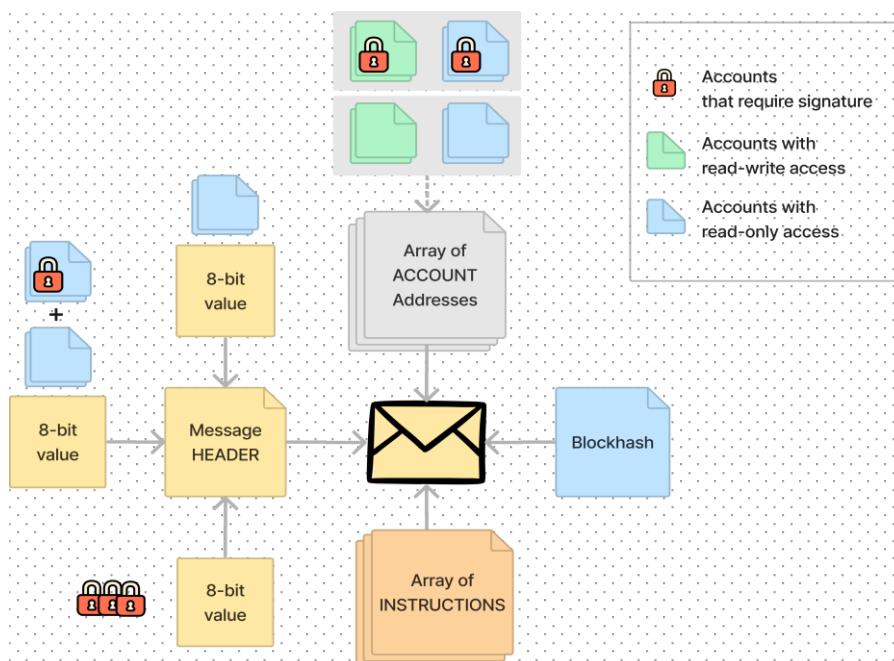 Accounts
that require signature
Accounts with
read-write access
Accounts with
read-only access
8-bit
value
Array of
ACCOUNT
Addresses
+
8-bit
value
Message
HEADER
Blockhash
8-bit
value
Array of
INSTRUCTIONS